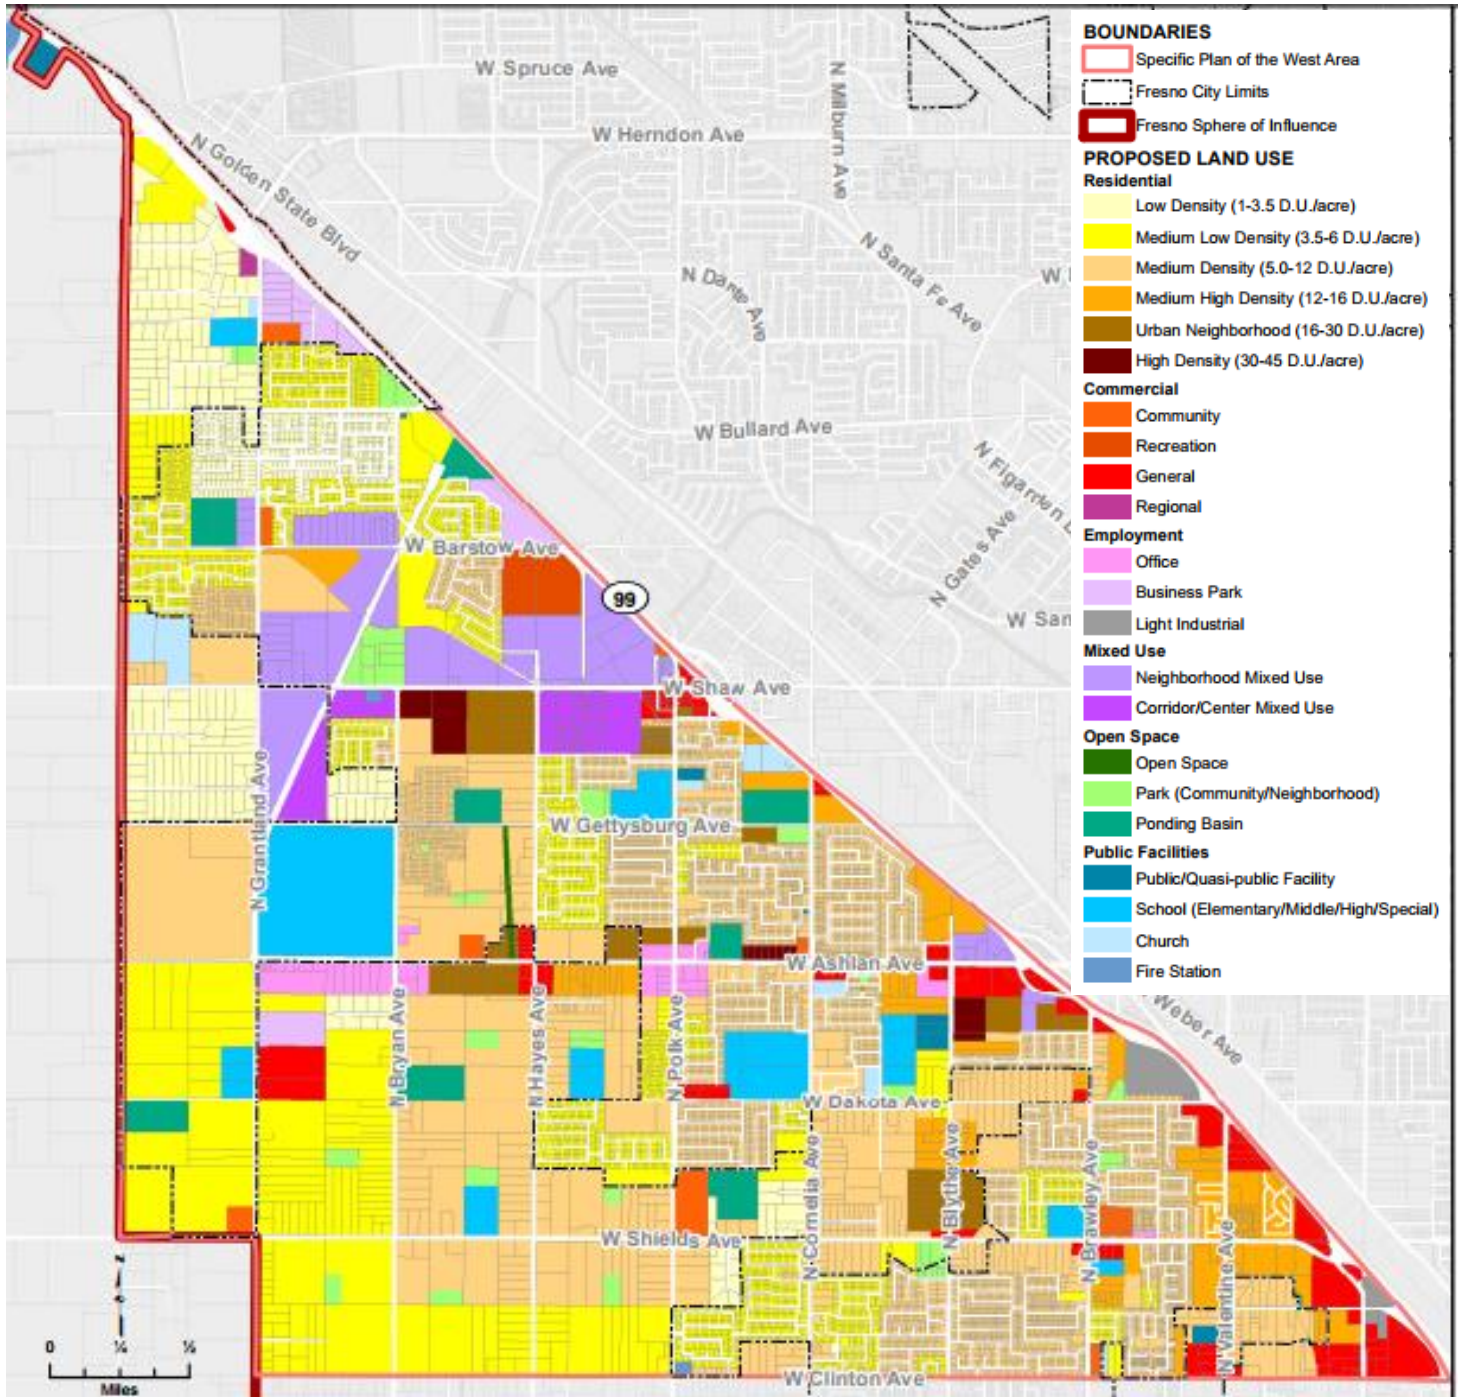 BOUNDARIES
Specific Plan of the West Area
Fresno City Limits
Fresno Sphere of Influence
PROPOSED LAND USE
Residential
Low Density (1-3.5 D.U./acre)
Medium Low Density (3.5-6 D.U./acre)
Medium Density (5.0-12 D.U./acre)
Medium High Density (12-16 D.U./acre)
Urban Neighborhood (16-30 D.U./acre)
High Density (30-45 D.U./acre)
Commercial
Community
Recreation
General
Regional
Employment
Office
Business Park
Light Industrial
Mixed Use
Neighborhood Mixed Use
Corridor/Center Mixed Use
Open Space
Open Space
Park (Community/Neighborhood)
Ponding Basin
Public Facilities
Public/Quasi-public Facility
School (Elementary/Middle/High/Special)
Church
Fire Station
W Spruce Ave
N Milburn Ave
W Herndon Ave
N Golden State Blvd
N Santa Fe Ave
N Dante Ave
W
W Bullard Ave
N Figarden
N Gates Ave
W Barstow Ave
99
W San
W Shaw Ave
N Grantland Ave
W Gettysburg Ave
W Ashlan Ave
Weber Ave
N Bryan Ave
N Hayes Ave
N Polk Ave
W Dakota Ave
N Cornelia Ave
N Blythe Ave
N Brawley Ave
N Valentine Ave
W Shields Ave
W Clinton Ave
0 ¼ ½
Miles